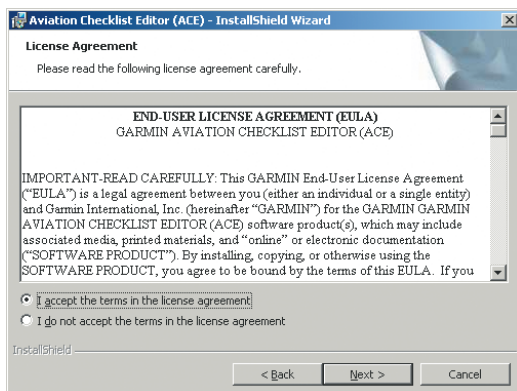 Aviation Checklist Editor (ACE) - InstallShield Wizard
License Agreement
Please read the following license agreement carefully.
END-USER LICENSE AGREEMENT (EULA)
GARMIN AVIATION CHECKLIST EDITOR (ACE)
IMPORTANT-READ CAREFULLY: This GARMIN End-User License Agreement
(“EULA”) is a legal agreement between you (either an individual or a single entity)
and Garmin International, Inc. (hereinafter “GARMIN”) for the GARMIN GARMIN
AVIATION CHECKLIST EDITOR (ACE) software product(s), which may include
associated media, printed materials, and “online” or electronic documentation
(“SOFTWARE PRODUCT”). By installing, copying, or otherwise using the
SOFTWARE PRODUCT, you agree to be bound by the terms of this EULA. If you
I accept the terms in the license agreement
I do not accept the terms in the license agreement
InstallShield
< Back Next > Cancel